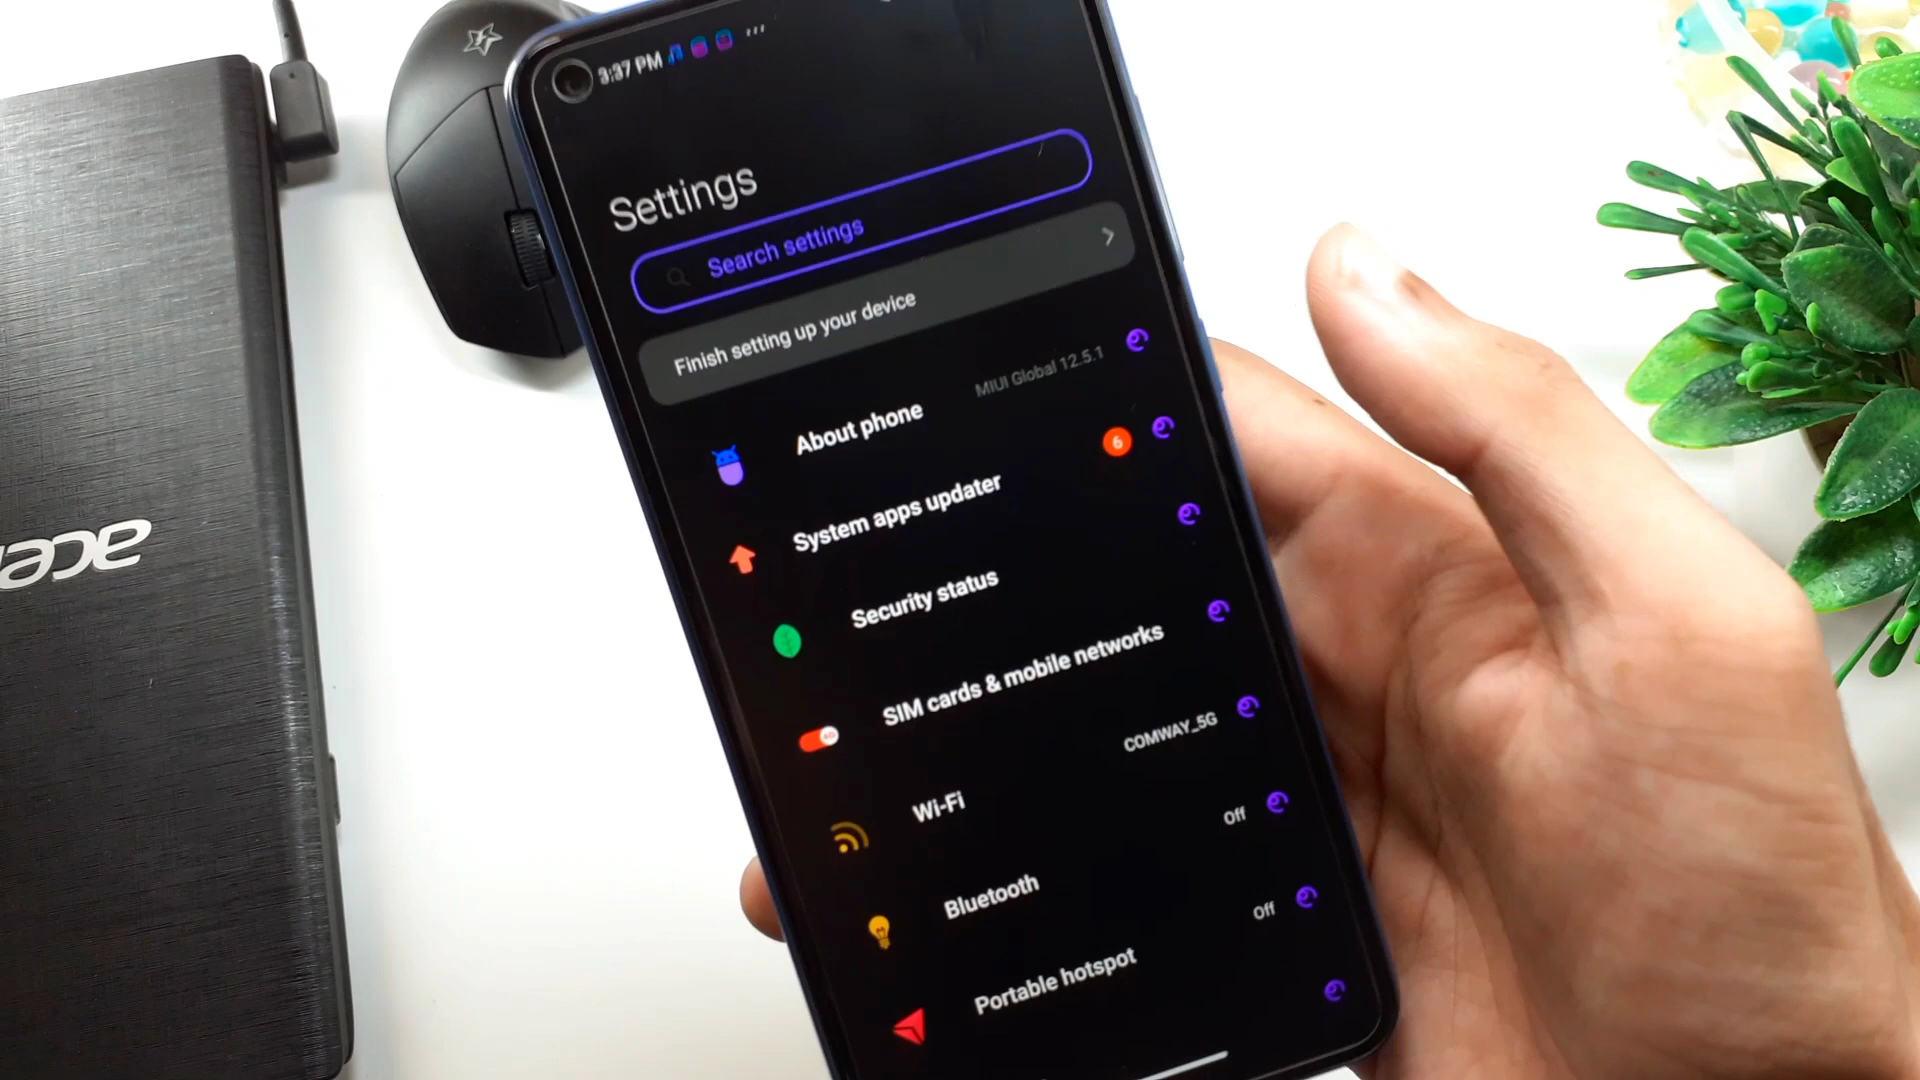 3:37 PM
Settings
Search settings
Finish setting up your device
About phone
MIUI Global 12.5.1
System apps updater
6
Security status
SIM cards & mobile networks
Wi-Fi
COMWAY_5G
Bluetooth
Off
Portable hotspot
Off
acer